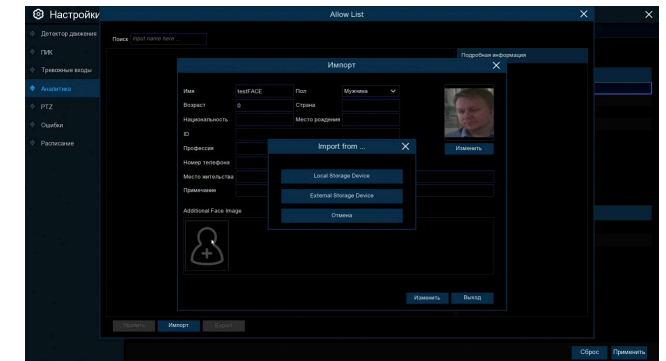 Настройки
Allow List
Детектор движения
ПИК
Тревожные входы
Аналитика
PTZ
Ошибки
Расписание
Поиск Input name here ...
Подробная информация
Импорт
Имя testFACE Пол Мужчина
Возраст 0 Страна
Национальность Место рождения
ID
Профессия
Номер телефона
Место жительства
Примечание
Изменить
Import from ...
Local Storage Device
External Storage Device
Отмена
Additional Face Image
Изменить Выход
Удалить Импорт Export
Сброс Применить